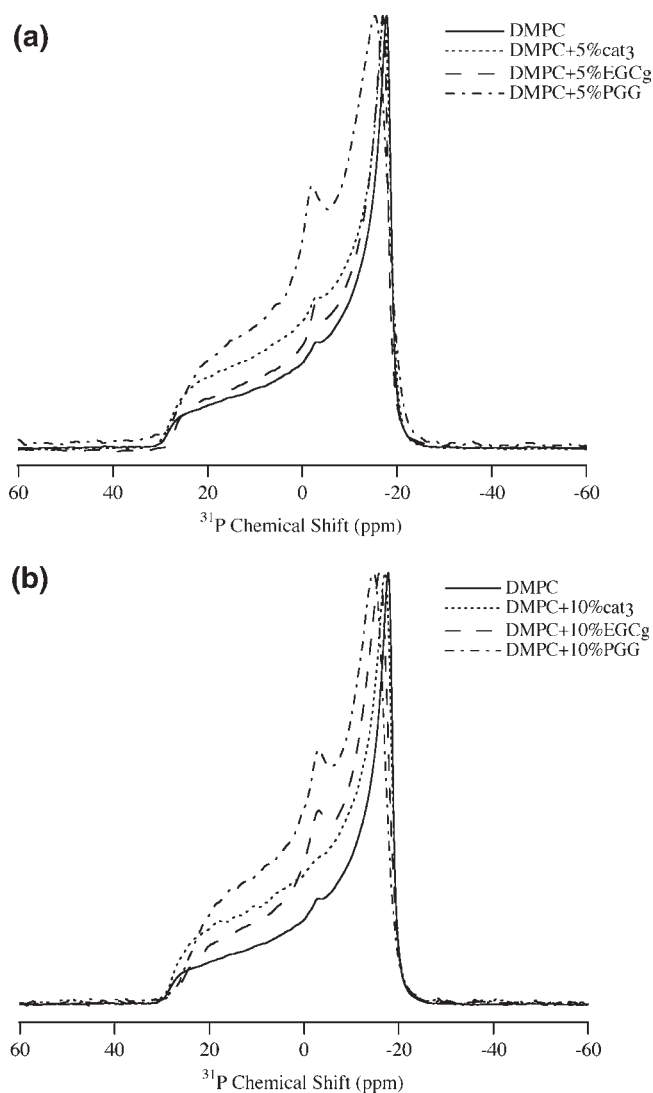 (a)
DMPC
DMPC+5%cat3
DMPC+5%EGCg
DMPC+5%PGG
60 40 20 0 -20 -40 -60
³¹P Chemical Shift (ppm)
(b)
DMPC
DMPC+10%cat3
DMPC+10%EGCg
DMPC+10%PGG
60 40 20 0 -20 -40 -60
³¹P Chemical Shift (ppm)